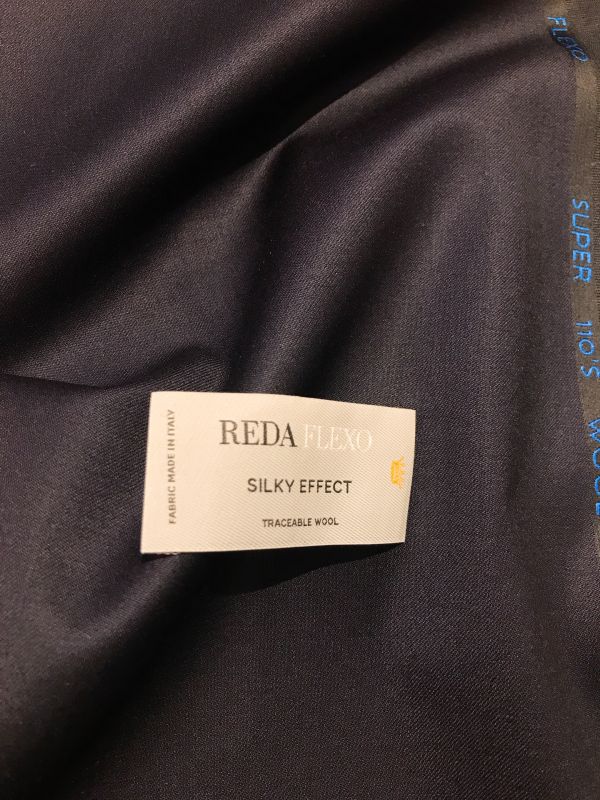 FLEXO
SUPER 110'S WOOL
REDA FLEXO
SILKY EFFECT
TRACEABLE WOOL
FABRIC MADE IN ITALY